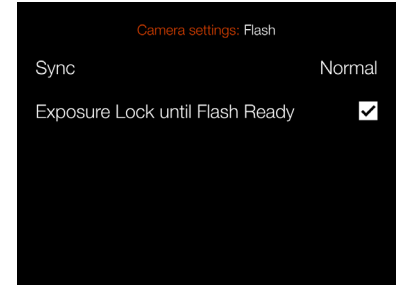 Camera settings: Flash
Sync Normal
Exposure Lock until Flash Ready